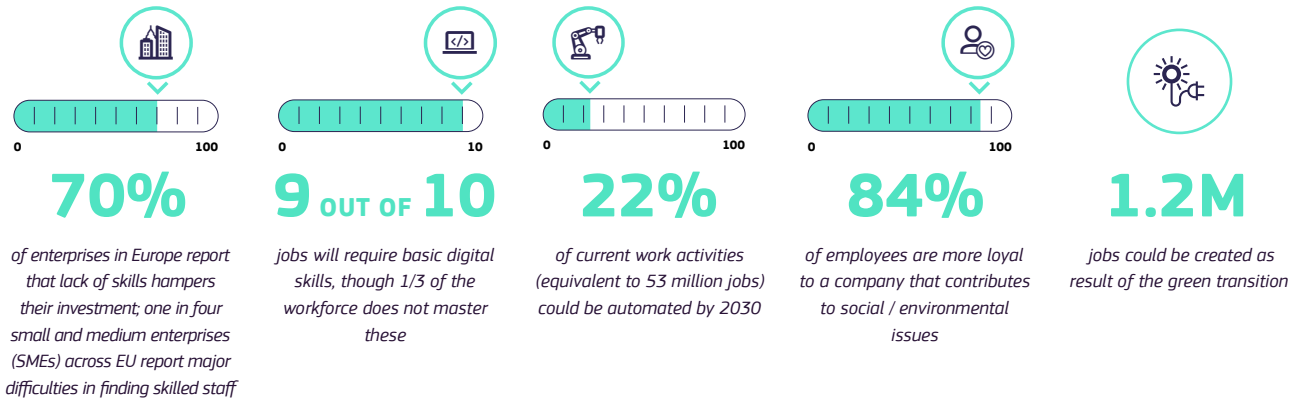 0 100
70%
of enterprises in Europe report
that lack of skills hampers
their investment; one in four
small and medium enterprises
(SMEs) across EU report major
difficulties in finding skilled staff
0 10
9 OUT OF 10
jobs will require basic digital
skills, though 1/3 of the
workforce does not master
these
0 100
22%
of current work activities
(equivalent to 53 million jobs)
could be automated by 2030
0 100
84%
of employees are more loyal
to a company that contributes
to social / environmental
issues
1.2M
jobs could be created as
result of the green transition